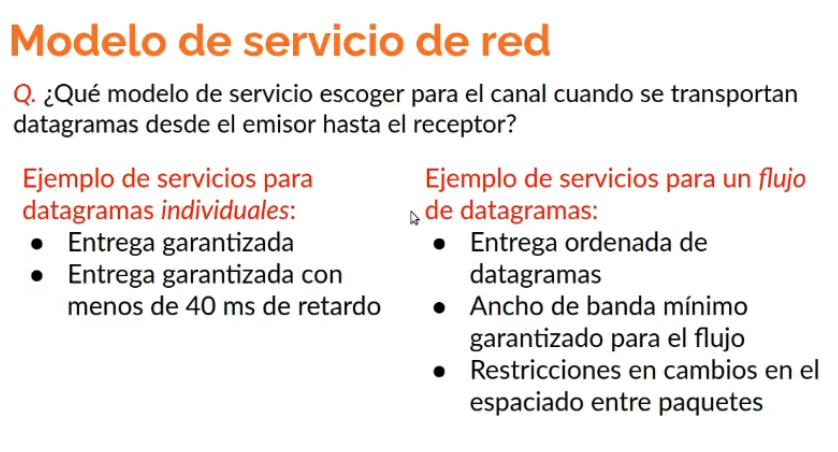 Modelo de servicio de red
Q. ¿Qué modelo de servicio escoger para el canal cuando se transportan
datagramas desde el emisor hasta el receptor?
Ejemplo de servicios para
datagramas individuales:
● Entrega garantizada
● Entrega garantizada con
menos de 40 ms de retardo
Ejemplo de servicios para un flujo
de datagramas:
● Entrega ordenada de
datagramas
● Ancho de banda mínimo
garantizado para el flujo
● Restricciones en cambios en el
espaciado entre paquetes